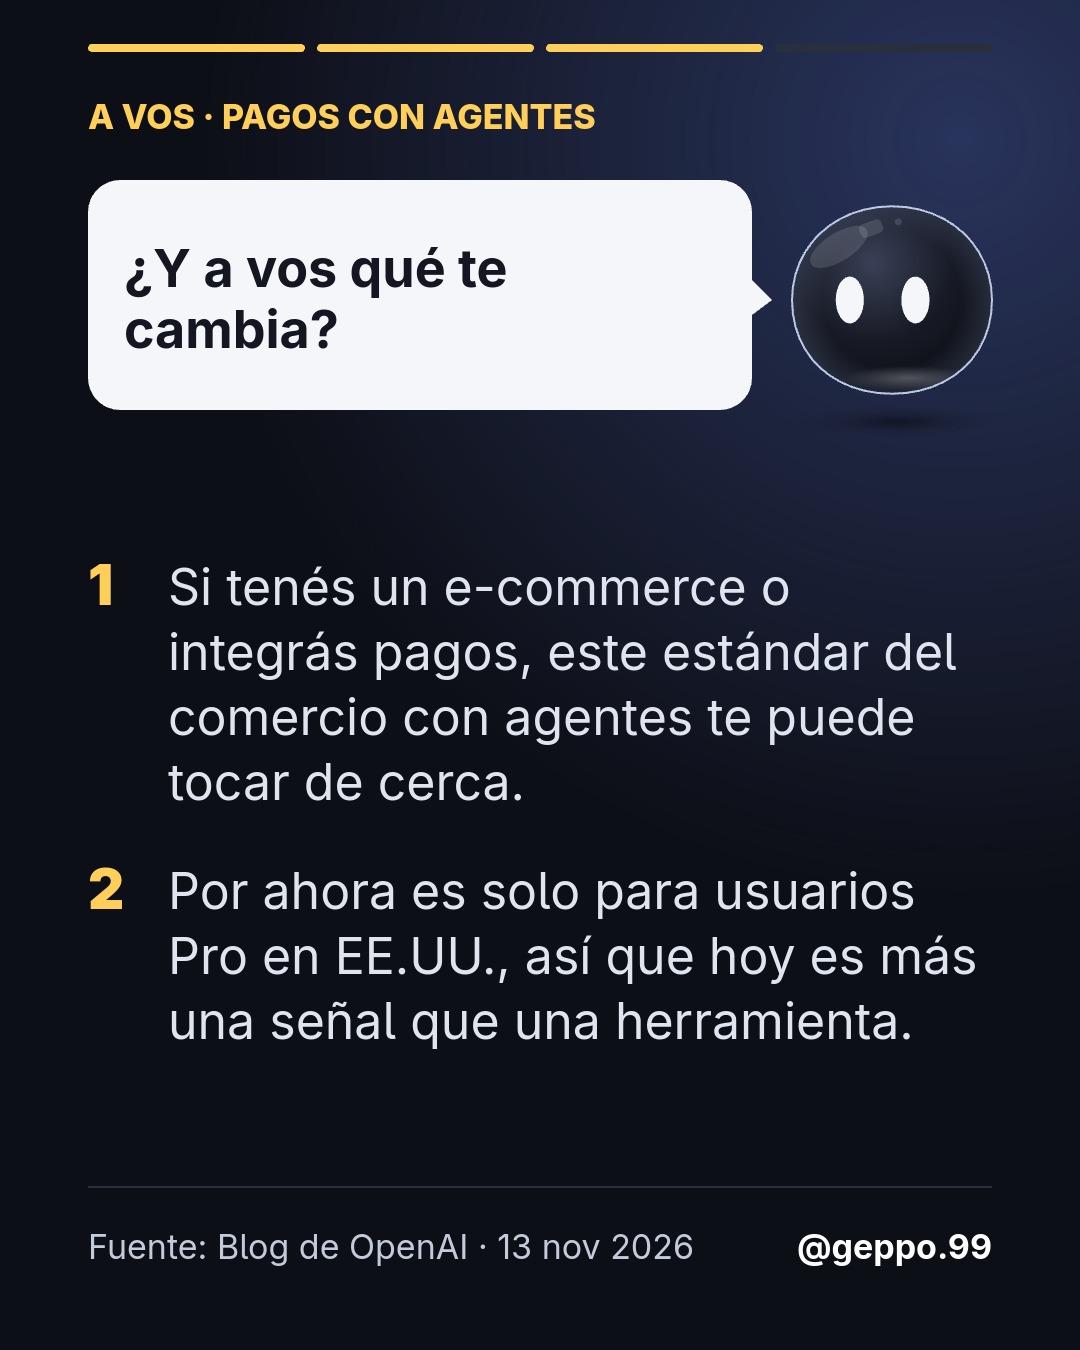 A VOS · PAGOS CON AGENTES
¿Y a vos qué te
cambia?
1 Si tenés un e-commerce o
integrás pagos, este estándar del
comercio con agentes te puede
tocar de cerca.
2 Por ahora es solo para usuarios
Pro en EE.UU., así que hoy es más
una señal que una herramienta.
Fuente: Blog de OpenAI · 13 nov 2026 @geppo.99